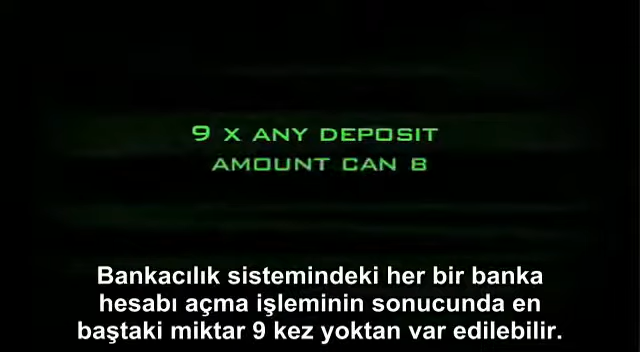 9 X ANY DEPOSIT
AMOUNT CAN B
Bankacılık sistemindeki her bir banka
hesabı açma işleminin sonucunda en
baştaki miktar 9 kez yoktan var edilebilir.